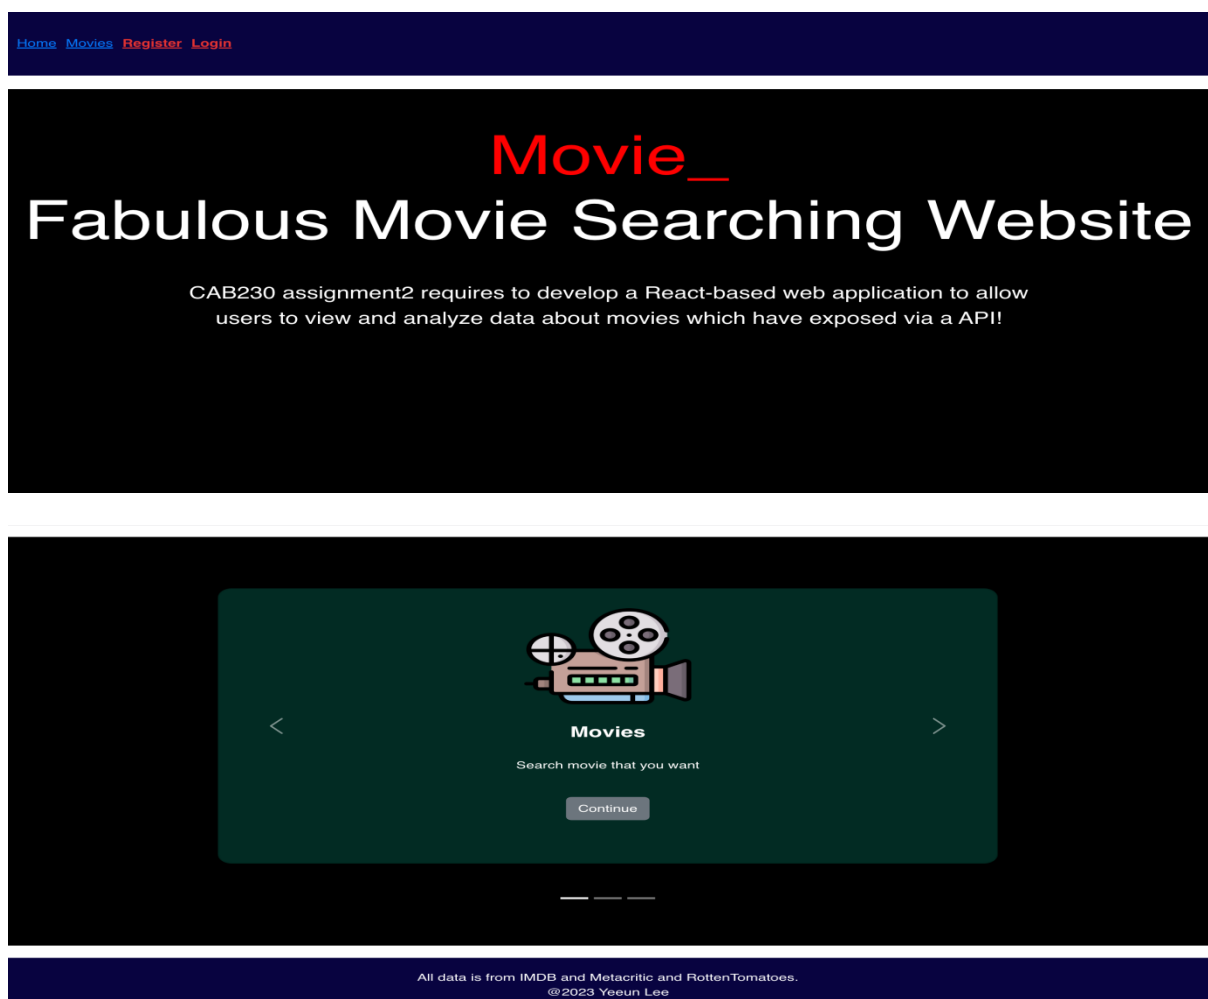 Home Movies Register Login
Movie_
Fabulous Movie Searching Website
CAB230 assignment2 requires to develop a React-based web application to allow
users to view and analyze data about movies which have exposed via a API!
Movies
Search movie that you want
Continue
All data is from IMDB and Metacritic and RottenTomatoes.
@2023 Yeeun Lee